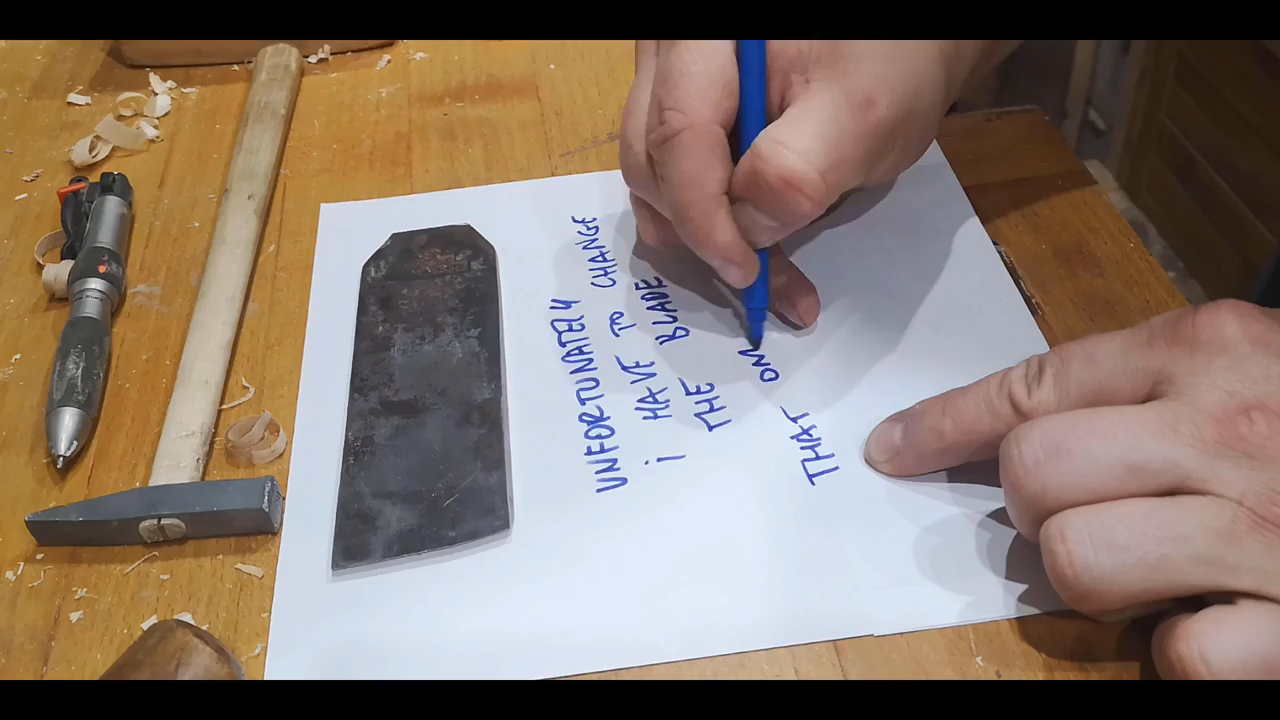 UNFORTUNATELY
i HAVE TO CHANGE
THE BLADE
THAT ON